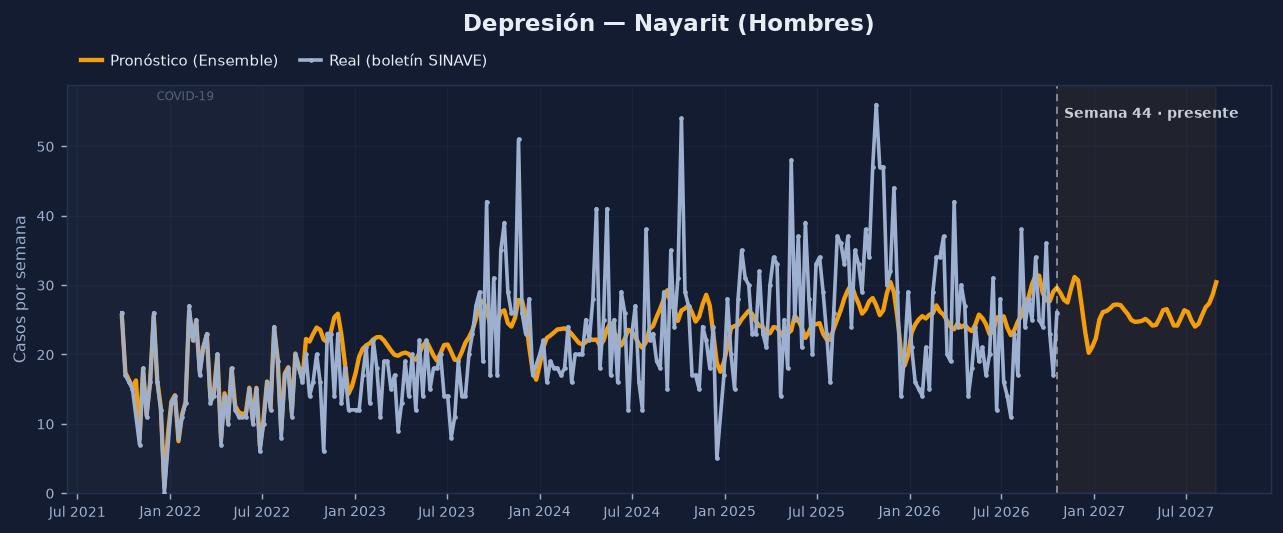 Depresión — Nayarit (Hombres)
Pronóstico (Ensemble)
Real (boletín SINAVE)
COVID-19
Semana 44 · presente
Casos por semana
50
40
30
20
10
0
Jul 2021
Jan 2022
Jul 2022
Jan 2023
Jul 2023
Jan 2024
Jul 2024
Jan 2025
Jul 2025
Jan 2026
Jul 2026
Jan 2027
Jul 2027